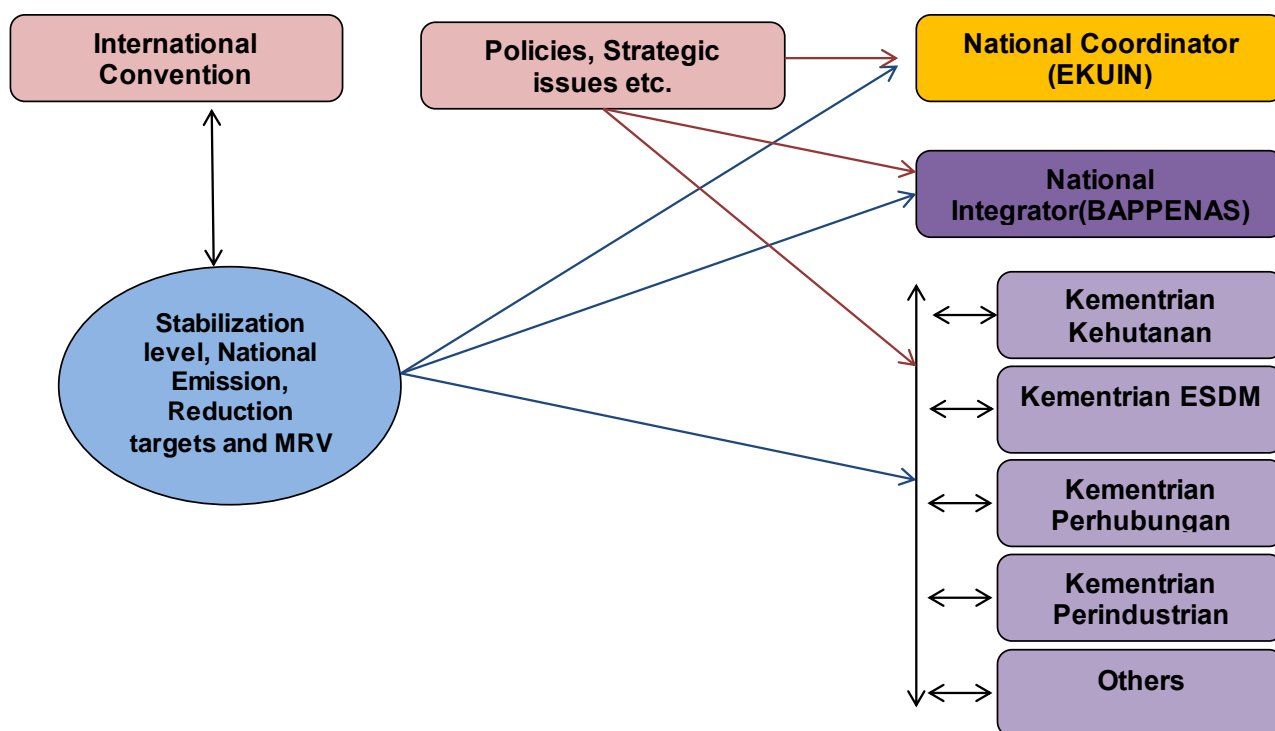 International
Convention
Policies, Strategic
issues etc.
National Coordinator
(EKUIN)
National
Integrator(BAPPENAS)
Stabilization
level, National
Emission,
Reduction
targets and MRV
Kementrian
Kehutanan
Kementrian ESDM
Kementrian
Perhubungan
Kementrian
Perindustrian
Others